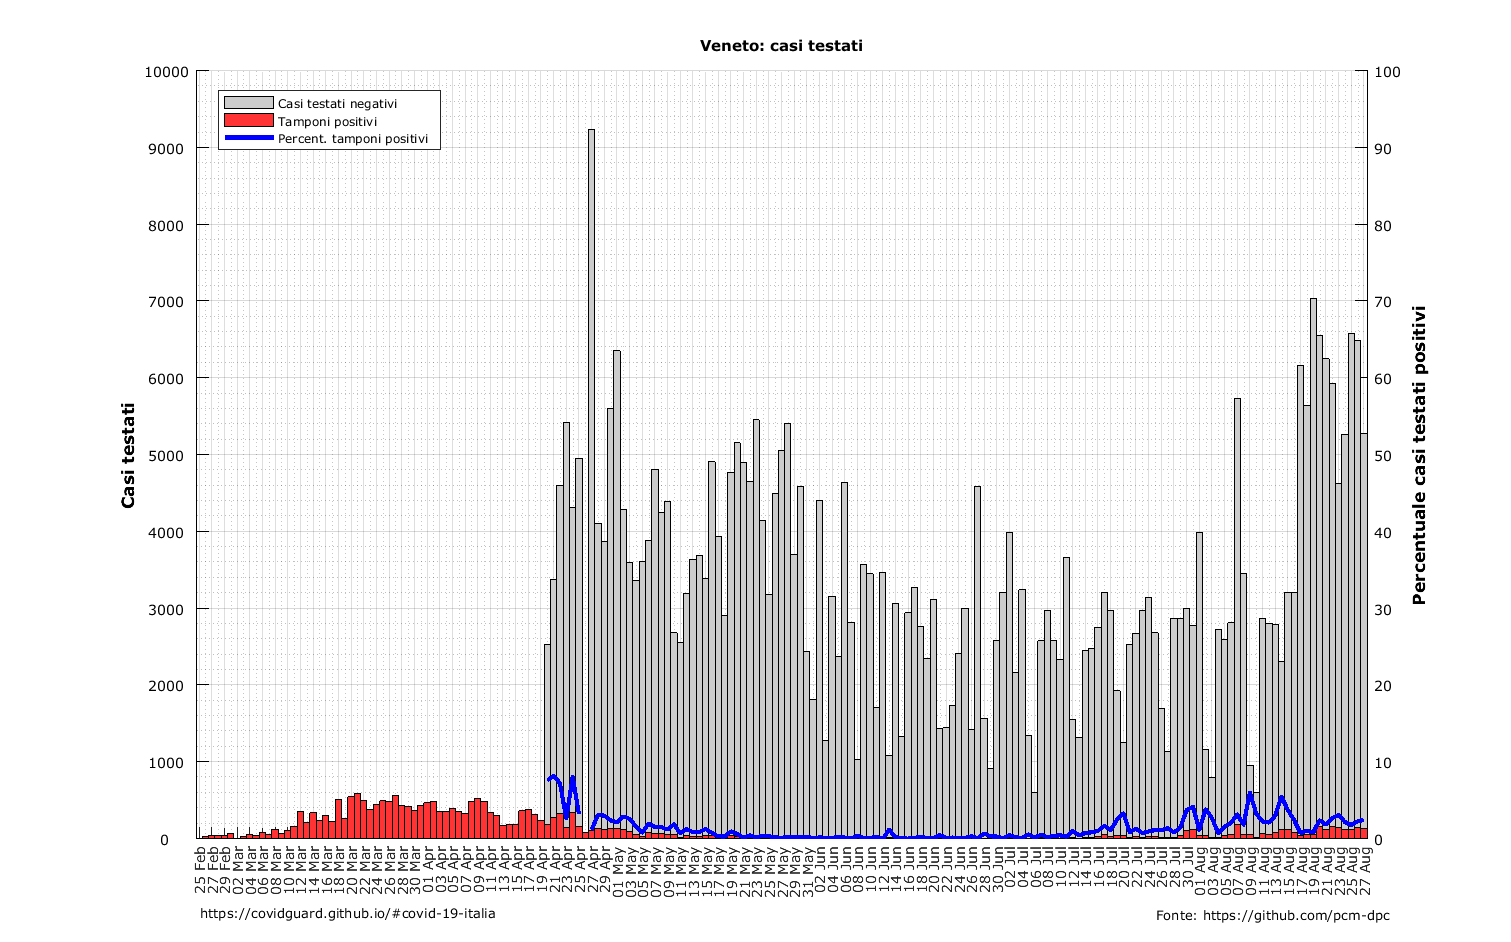 Veneto: casi testati
10000
9000
8000
7000
6000
5000
4000
3000
2000
1000
0
Casi testati
Casi testati negativi
Tamponi positivi
Percent. tamponi positivi
100
90
80
70
60
50
40
30
20
10
0
Percentuale casi testati positivi
25 Feb
27 Feb
29 Feb
02 Mar
04 Mar
06 Mar
08 Mar
10 Mar
12 Mar
14 Mar
16 Mar
18 Mar
20 Mar
22 Mar
24 Mar
26 Mar
28 Mar
30 Mar
01 Apr
03 Apr
05 Apr
07 Apr
09 Apr
11 Apr
13 Apr
15 Apr
17 Apr
19 Apr
21 Apr
23 Apr
25 Apr
27 Apr
29 Apr
01 May
03 May
05 May
07 May
09 May
11 May
13 May
15 May
17 May
19 May
21 May
23 May
25 May
27 May
29 May
31 May
02 Jun
04 Jun
06 Jun
08 Jun
10 Jun
12 Jun
14 Jun
16 Jun
18 Jun
20 Jun
22 Jun
24 Jun
26 Jun
28 Jun
30 Jun
02 Jul
04 Jul
06 Jul
08 Jul
10 Jul
12 Jul
14 Jul
16 Jul
18 Jul
20 Jul
22 Jul
24 Jul
26 Jul
28 Jul
30 Jul
01 Aug
03 Aug
05 Aug
07 Aug
09 Aug
11 Aug
13 Aug
15 Aug
17 Aug
19 Aug
21 Aug
23 Aug
25 Aug
27 Aug
https://covidguard.github.io/#covid-19-italia
Fonte: https://github.com/pcm-dpc